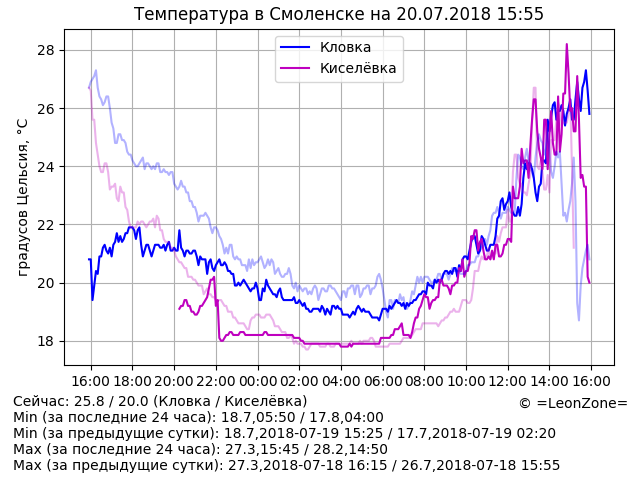 Температура в Смоленске на 20.07.2018 15:55
Кловка
Киселёвка
градусов Цельсия, °C
28
26
24
22
20
18
16:00 18:00 20:00 22:00 00:00 02:00 04:00 06:00 08:00 10:00 12:00 14:00 16:00
Сейчас: 25.8 / 20.0 (Кловка / Киселёвка)
© =LeonZone=
Min (за последние 24 часа): 18.7,05:50 / 17.8,04:00
Min (за предыдущие сутки): 18.7,2018-07-19 15:25 / 17.7,2018-07-19 02:20
Max (за последние 24 часа): 27.3,15:45 / 28.2,14:50
Max (за предыдущие сутки): 27.3,2018-07-18 16:15 / 26.7,2018-07-18 15:55